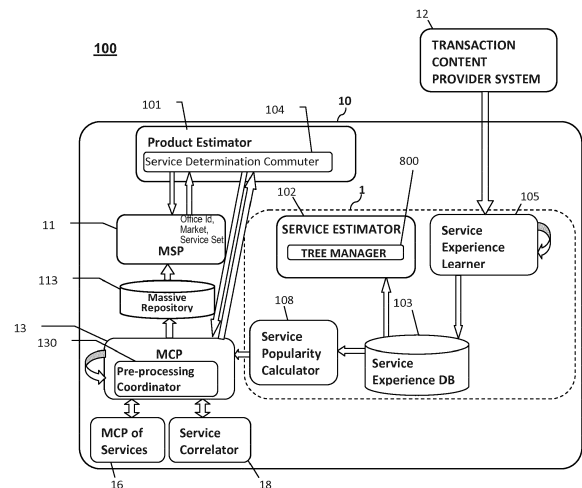 12
100
TRANSACTION
CONTENT
PROVIDER SYSTEM
10
101
104
Product Estimator
Service Determination Commuter
1
800
102
105
11
Office Id,
Market,
Service Set
MSP
SERVICE ESTIMATOR
TREE MANAGER
Service
Experience
Learner
113
Massive
Repository
108
103
13
130
MCP
Pre-processing
Coordinator
Service
Popularity
Calculator
Service
Experience DB
MCP of
Services
Service
Correlator
16
18